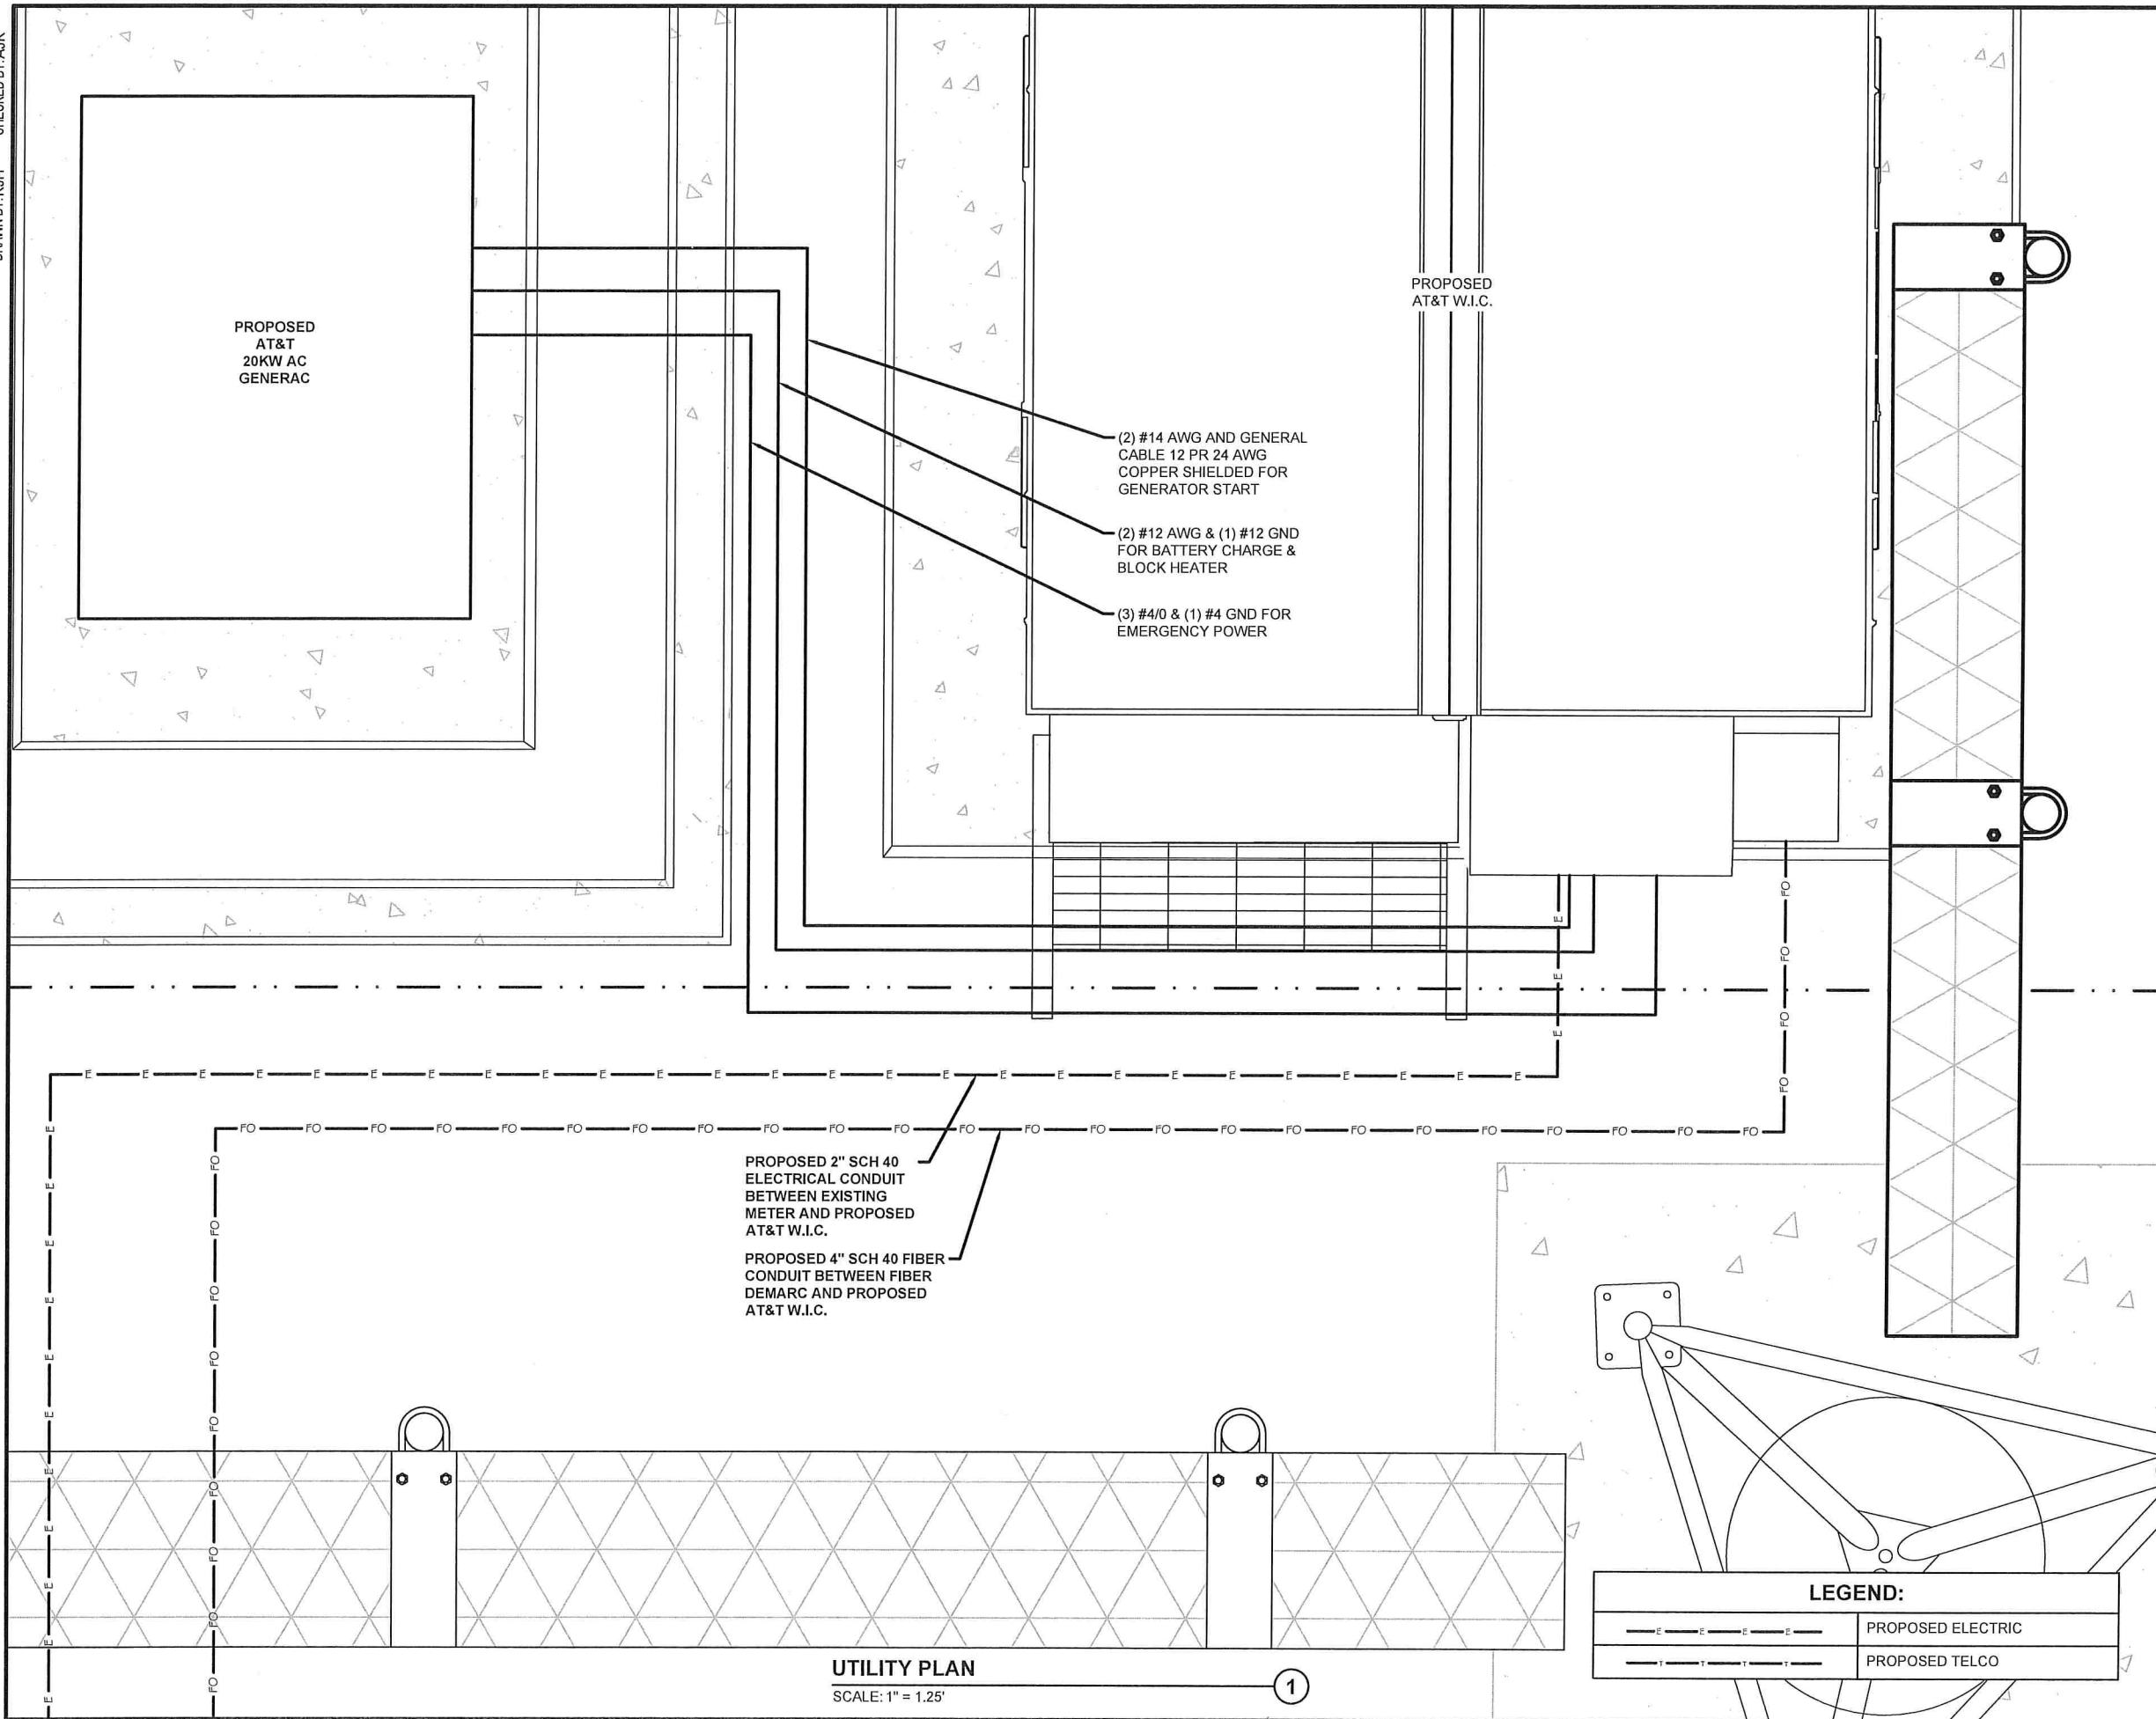 PROPOSED
AT&T
20KW AC
GENERAC
PROPOSED
AT&T W.I.C.
(2) #14 AWG AND GENERAL
CABLE 12 PR 24 AWG
COPPER SHIELDED FOR
GENERATOR START
(2) #12 AWG & (1) #12 GND
FOR BATTERY CHARGE &
BLOCK HEATER
(3) #4/0 & (1) #4 GND FOR
EMERGENCY POWER
PROPOSED 2" SCH 40
ELECTRICAL CONDUIT
BETWEEN EXISTING
METER AND PROPOSED
AT&T W.I.C.
PROPOSED 4" SCH 40 FIBER
CONDUIT BETWEEN FIBER
DEMARC AND PROPOSED
AT&T W.I.C.
UTILITY PLAN
SCALE: 1" = 1.25'
1
LEGEND:
E E E E PROPOSED ELECTRIC
T T T T PROPOSED TELCO